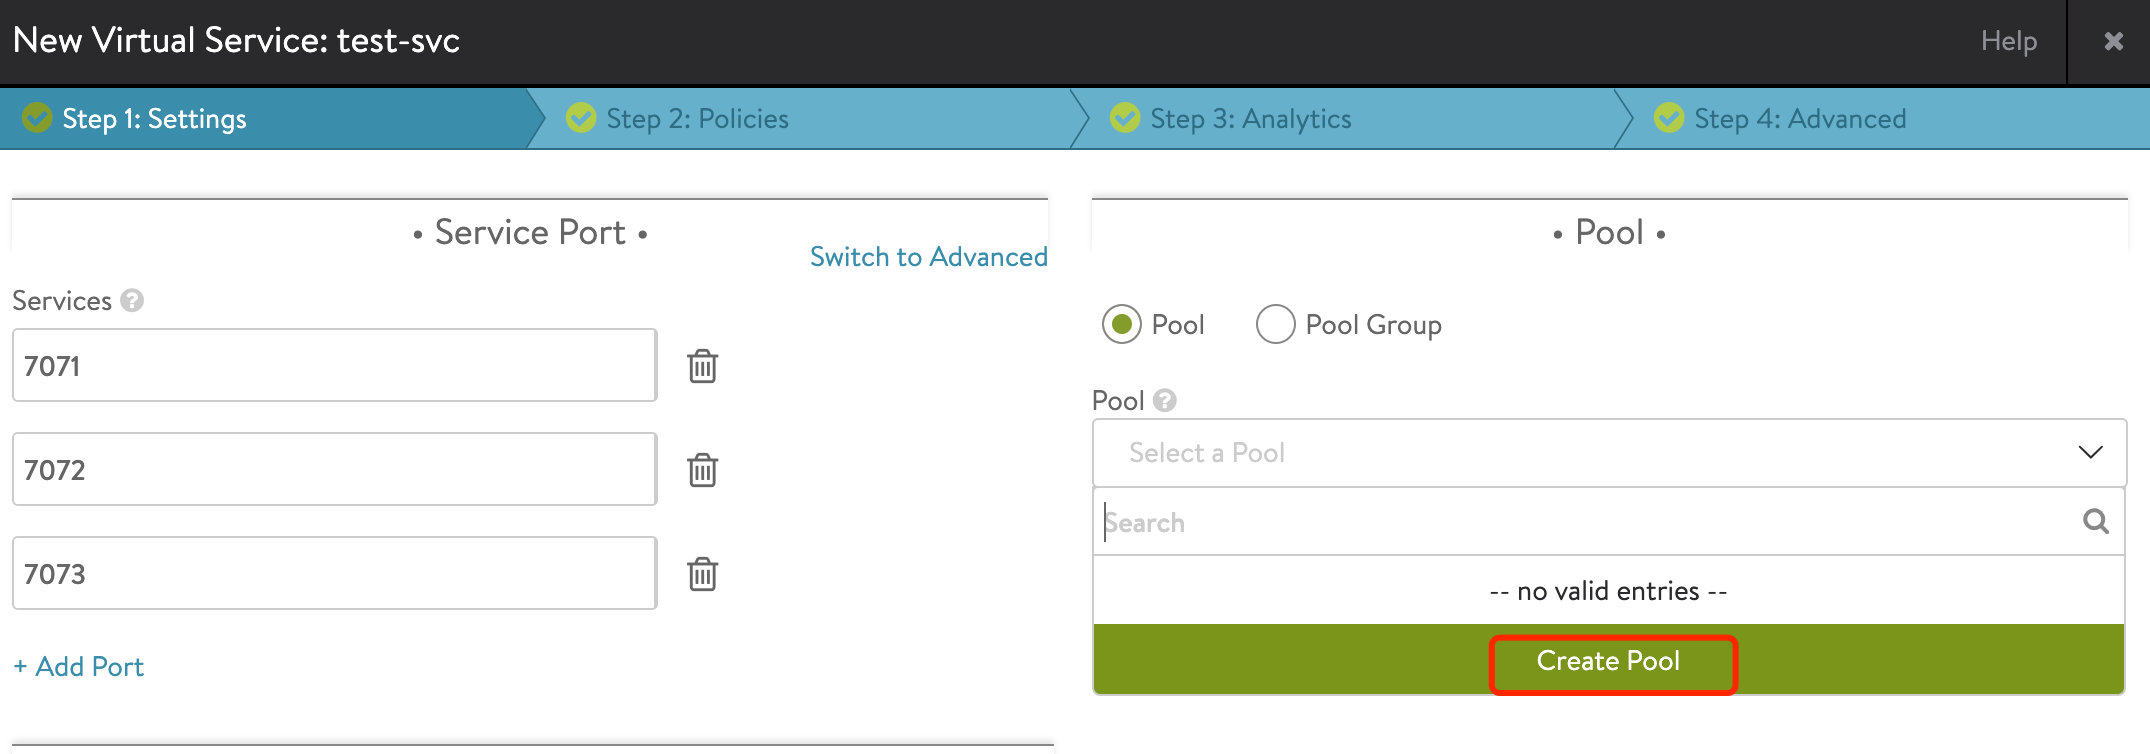 New Virtual Service: test-svc
Help
Step 1: Settings
Step 2: Policies
Step 3: Analytics
Step 4: Advanced
• Service Port •
Switch to Advanced
Services
7071
7072
7073
+ Add Port
• Pool •
Pool
Pool Group
Pool
Select a Pool
Search
-- no valid entries --
Create Pool